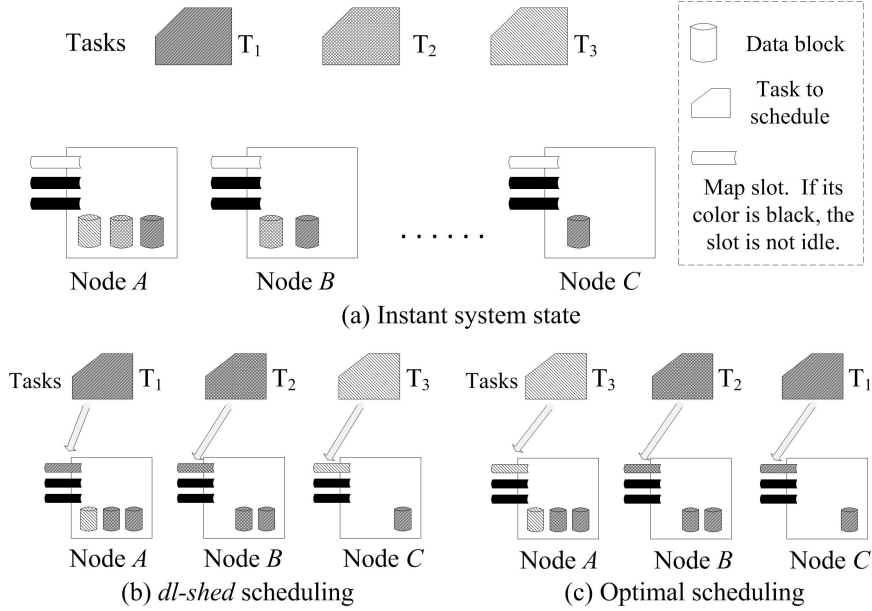 Tasks T1 T2 T3
Data block
Task to
schedule
Map slot. If its
color is black, the
slot is not idle.
......
Node A Node B Node C
(a) Instant system state
Tasks T1 T2 T3
Node A Node B Node C
(b) dl-shed scheduling
Tasks T3 T2 T1
Node A Node B Node C
(c) Optimal scheduling